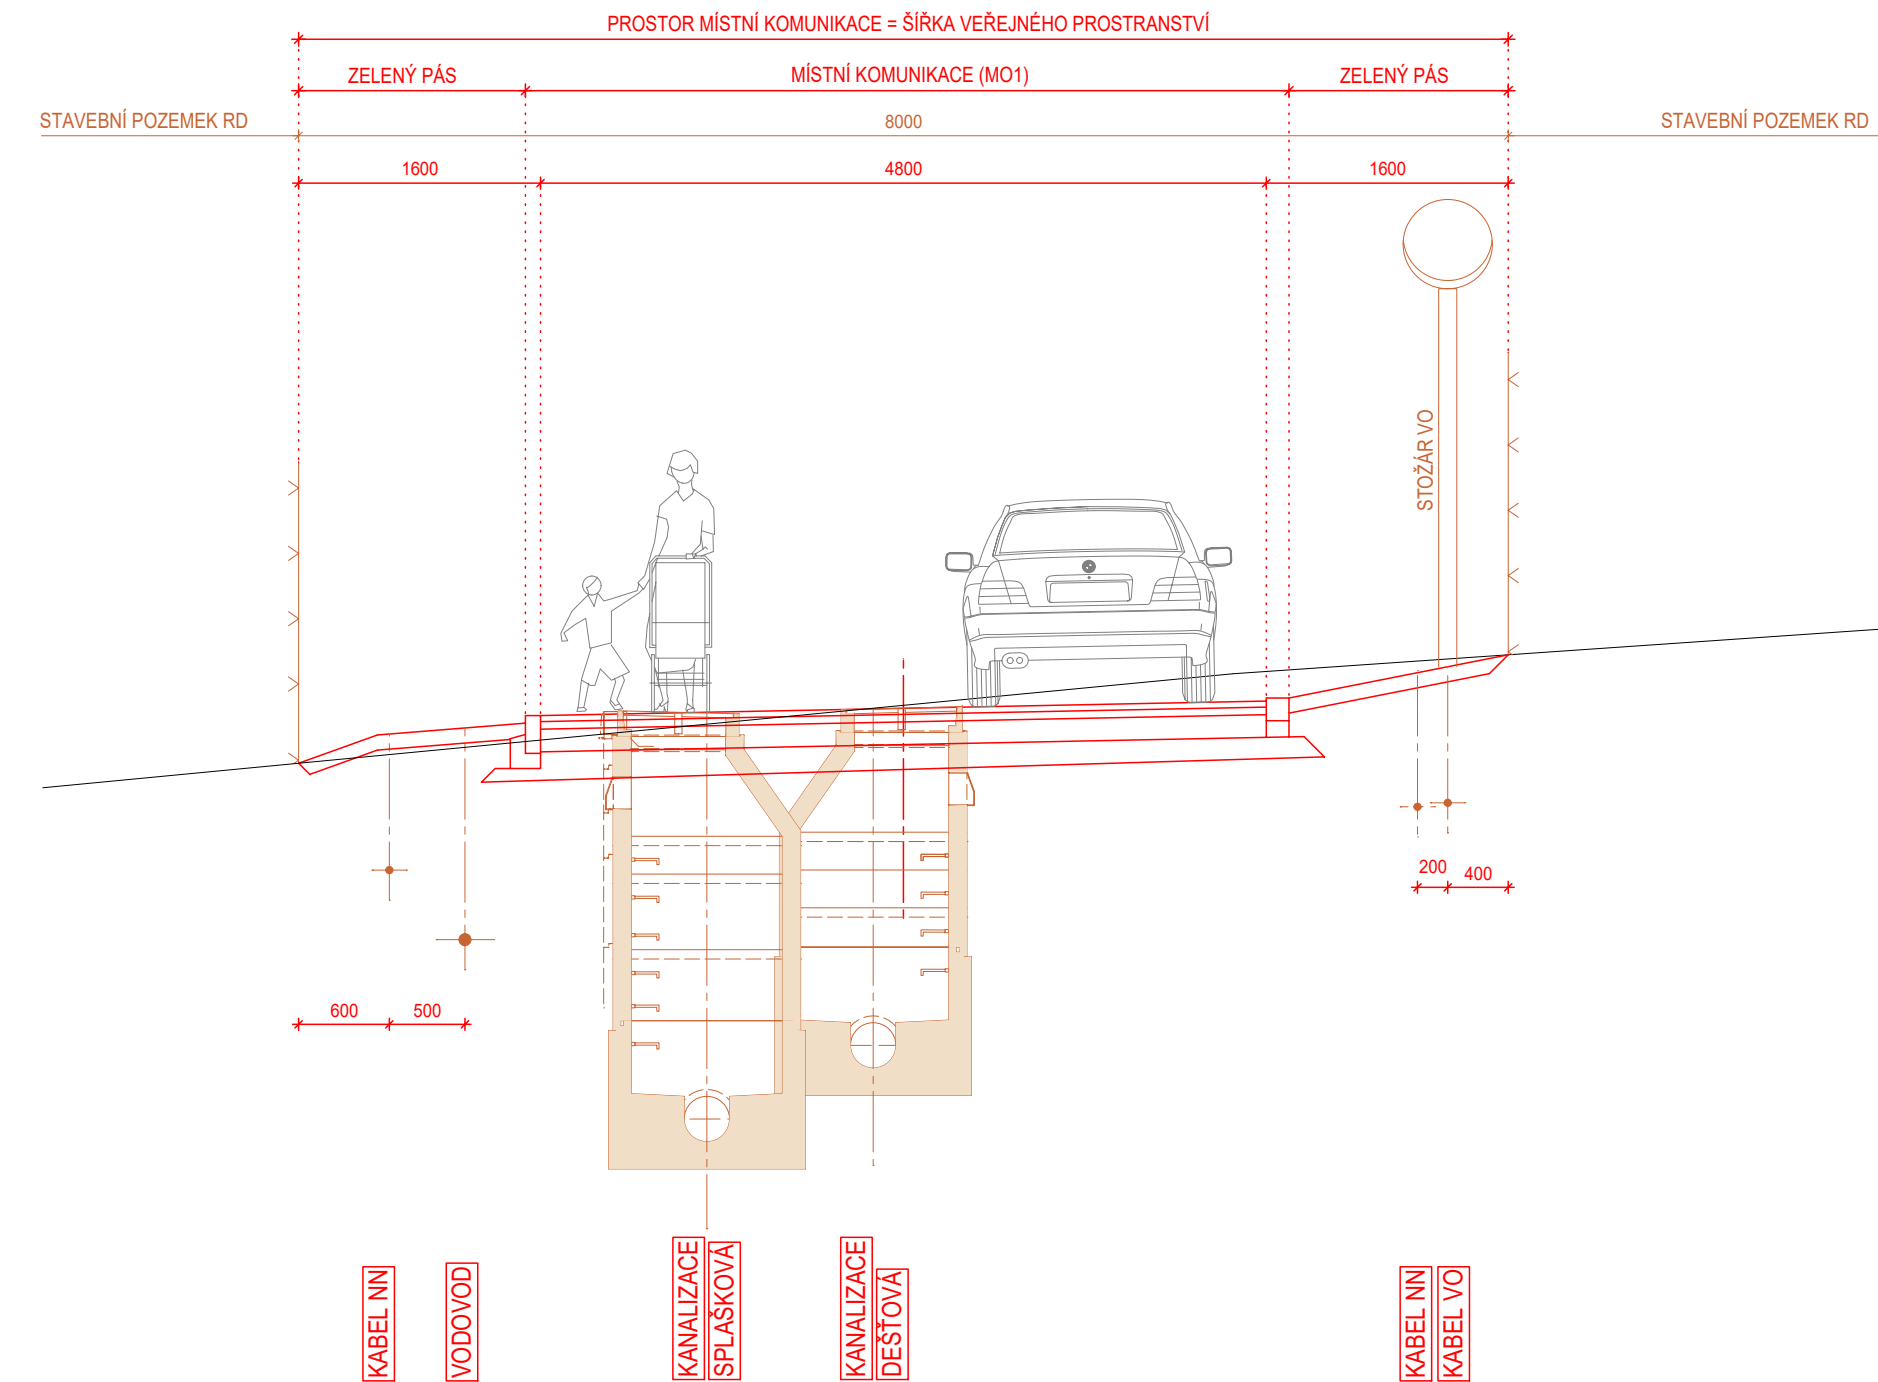 PROSTOR MÍSTNÍ KOMUNIKACE = ŠÍŘKA VEŘEJNÉHO PROSTRANSTVÍ
ZELENÝ PÁS
MÍSTNÍ KOMUNIKACE (MO1)
ZELENÝ PÁS
STAVEBNÍ POZEMEK RD
8000
STAVEBNÍ POZEMEK RD
1600
4800
1600
STOŽÁR VO
200
400
600
500
KABEL NN
VODOVOD
KANALIZACE
SPLAŠKOVÁ
KANALIZACE
DEŠŤOVÁ
KABEL NN
KABEL VO